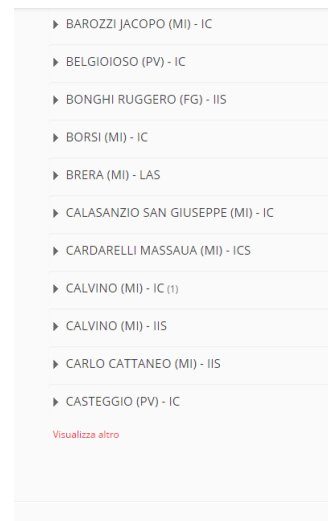 BAROZZI JACOPO (MI) - IC
BELGIOIOSO (PV) - IC
BONGHI RUGGERO (FG) - IIS
BORSI (MI) - IC
BRERA (MI) - LAS
CALASANZIO SAN GIUSEPPE (MI) - IC
CARDARELLI MASSAUA (MI) - ICS
CALVINO (MI) - IC (1)
CALVINO (MI) - IIS
CARLO CATTANEO (MI) - IIS
CASTEGGIO (PV) - IC
Visualizza altro